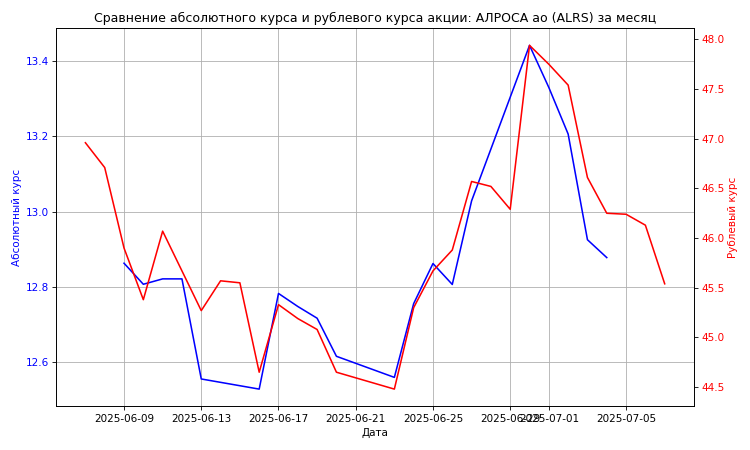 Сравнение абсолютного курса и рублевого курса акции: АЛРОСА ао (ALRS) за месяц
Абсолютный курс
13.4
13.2
13.0
12.8
12.6
48.0
47.5
47.0
46.5
46.0
45.5
45.0
44.5
Рублевый курс
2025-06-09 2025-06-13 2025-06-17 2025-06-21 2025-06-25 2025-06-29 2025-07-01 2025-07-05
Дата